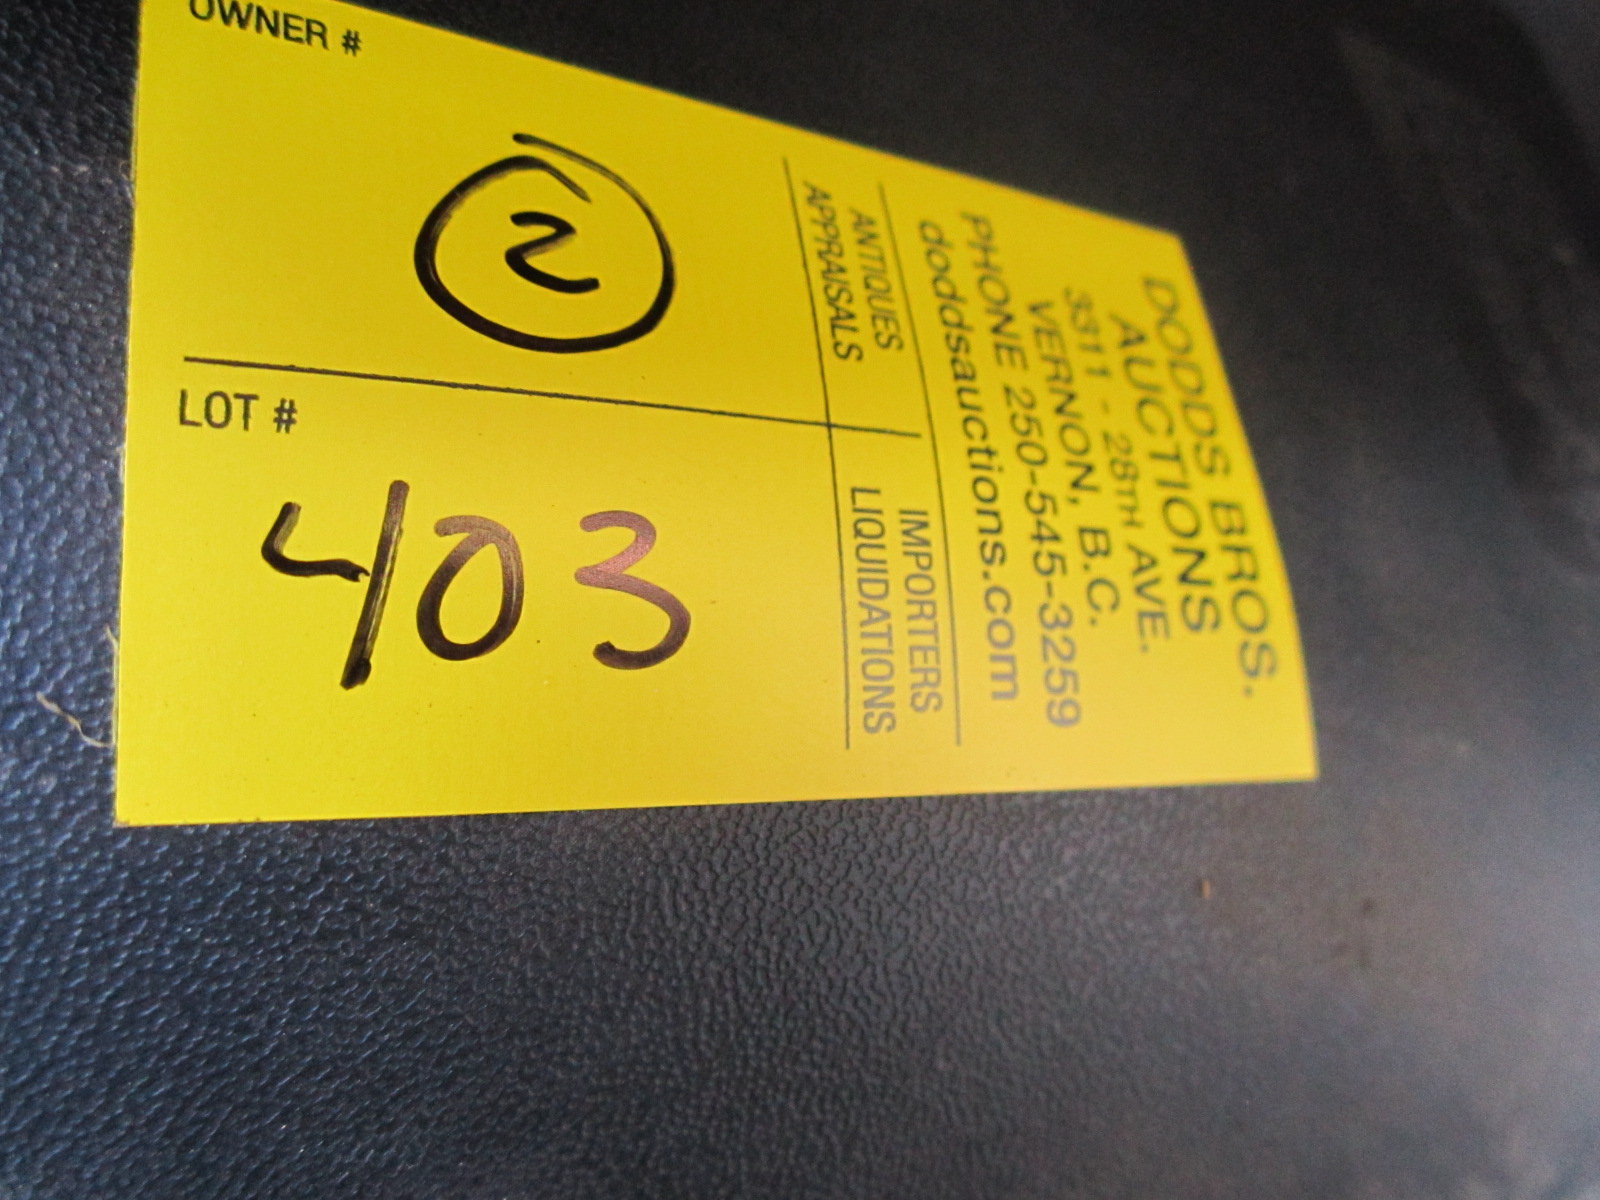 DODDS BROS.
AUCTIONS
3311 - 28TH AVE.
VERNON, B.C.
PHONE 250-545-3259
doddsauctions.com
ANTIQUES
APPRAISALS
IMPORTERS
LIQUIDATIONS
OWNER #
2
LOT #
403